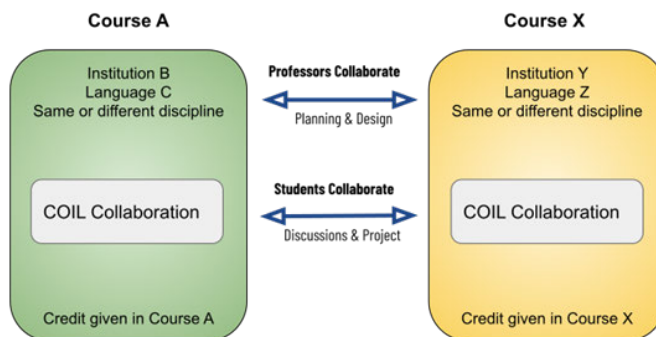 Course A
Course X
Institution B
Language C
Same or different discipline
Professors Collaborate
Planning & Design
Institution Y
Language Z
Same or different discipline
COIL Collaboration
Students Collaborate
Discussions & Project
COIL Collaboration
Credit given in Course A
Credit given in Course X